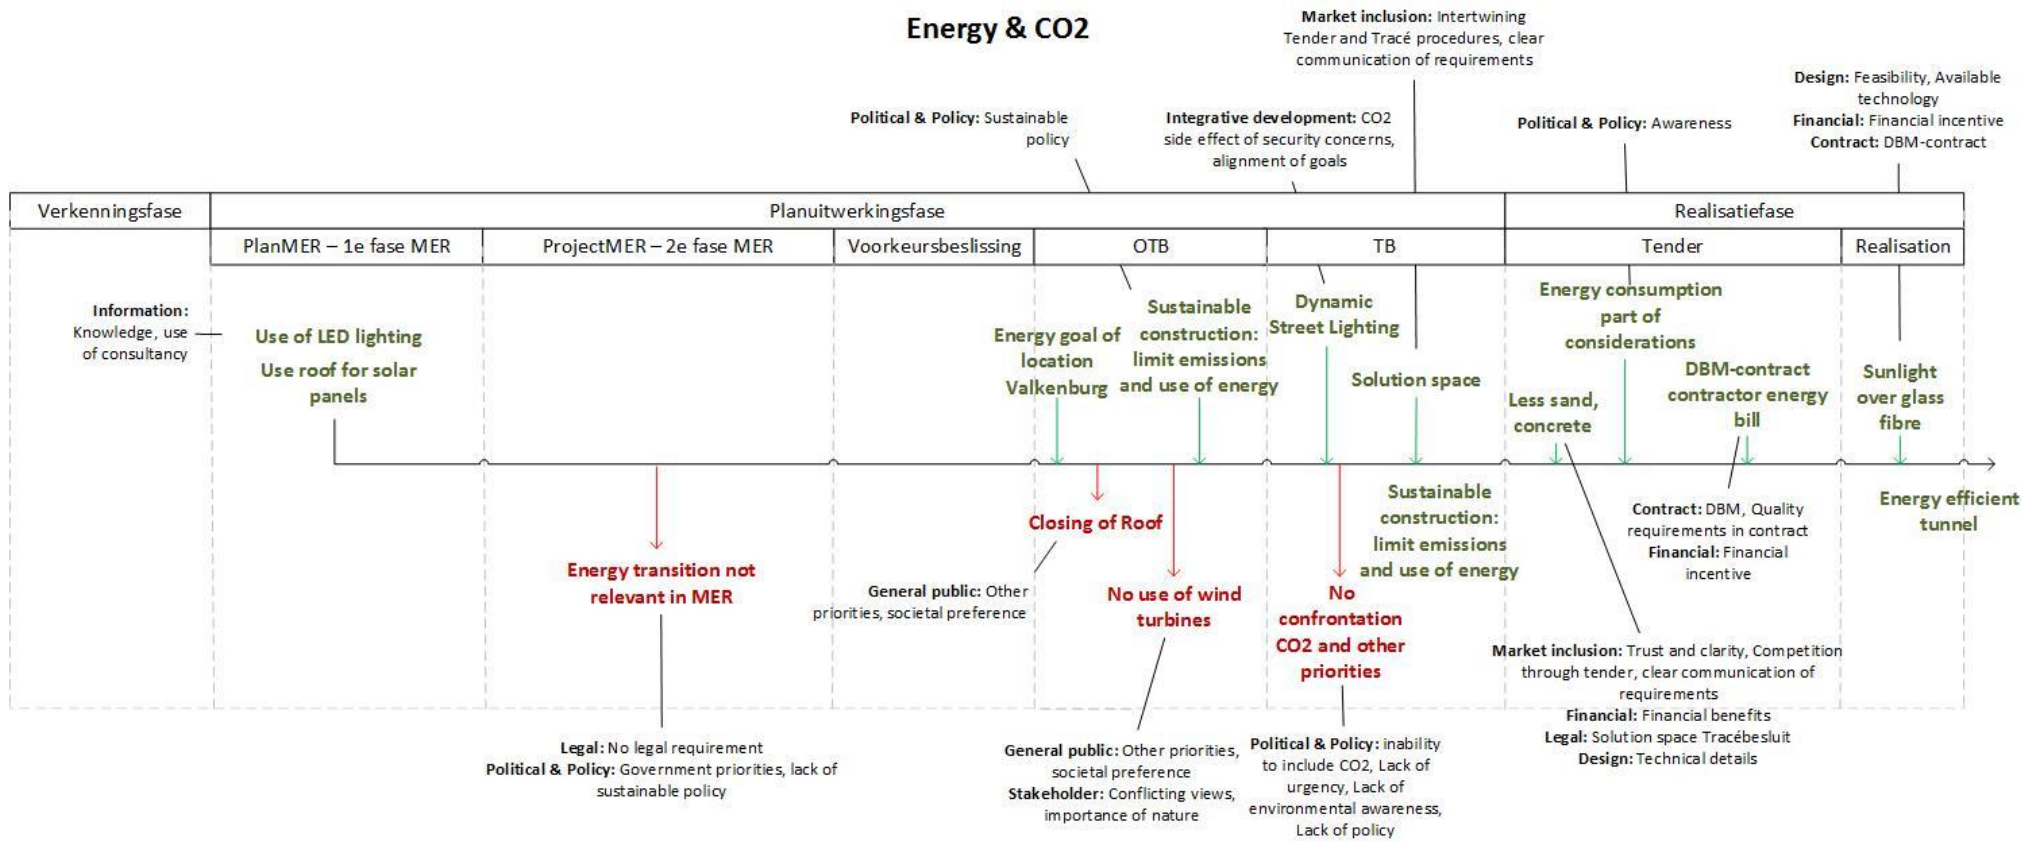 Energy & CO2
Market inclusion: Intertwining
Tender and Tracé procedures, clear
communication of requirements
Design: Feasibility, Available
technology
Financial: Financial incentive
Contract: DBM-contract
Political & Policy: Sustainable
policy
Integrative development: CO2
side effect of security concerns,
alignment of goals
Political & Policy: Awareness
Verkenningsfase
Planuitwerkingsfase
Realisatiefase
PlanMER – 1e fase MER
ProjectMER – 2e fase MER
Voorkeursbeslissing
OTB
TB
Tender
Realisation
Information:
Knowledge, use
of consultancy
Use of LED lighting
Use roof for solar
panels
Energy goal of
location
Valkenburg
Sustainable
construction:
limit emissions
and use of energy
Dynamic
Street Lighting
Solution space
Energy consumption
part of
considerations
Less sand,
concrete
DBM-contract
contractor energy
bill
Sunlight
over glass
fibre
Energy efficient
tunnel
Energy transition not
relevant in MER
Closing of Roof
General public: Other
priorities, societal preference
No use of wind
turbines
Sustainable
construction:
limit emissions
and use of energy
No
confrontation
CO2 and other
priorities
Contract: DBM, Quality
requirements in contract
Financial: Financial
incentive
Market inclusion: Trust and clarity, Competition
through tender, clear communication of
requirements
Financial: Financial benefits
Legal: Solution space Tracébesluit
Design: Technical details
Legal: No legal requirement
Political & Policy: Government priorities, lack of
sustainable policy
General public: Other priorities,
societal preference
Stakeholder: Conflicting views,
importance of nature
Political & Policy: inability
to include CO2, Lack of
urgency, Lack of
environmental awareness,
Lack of policy